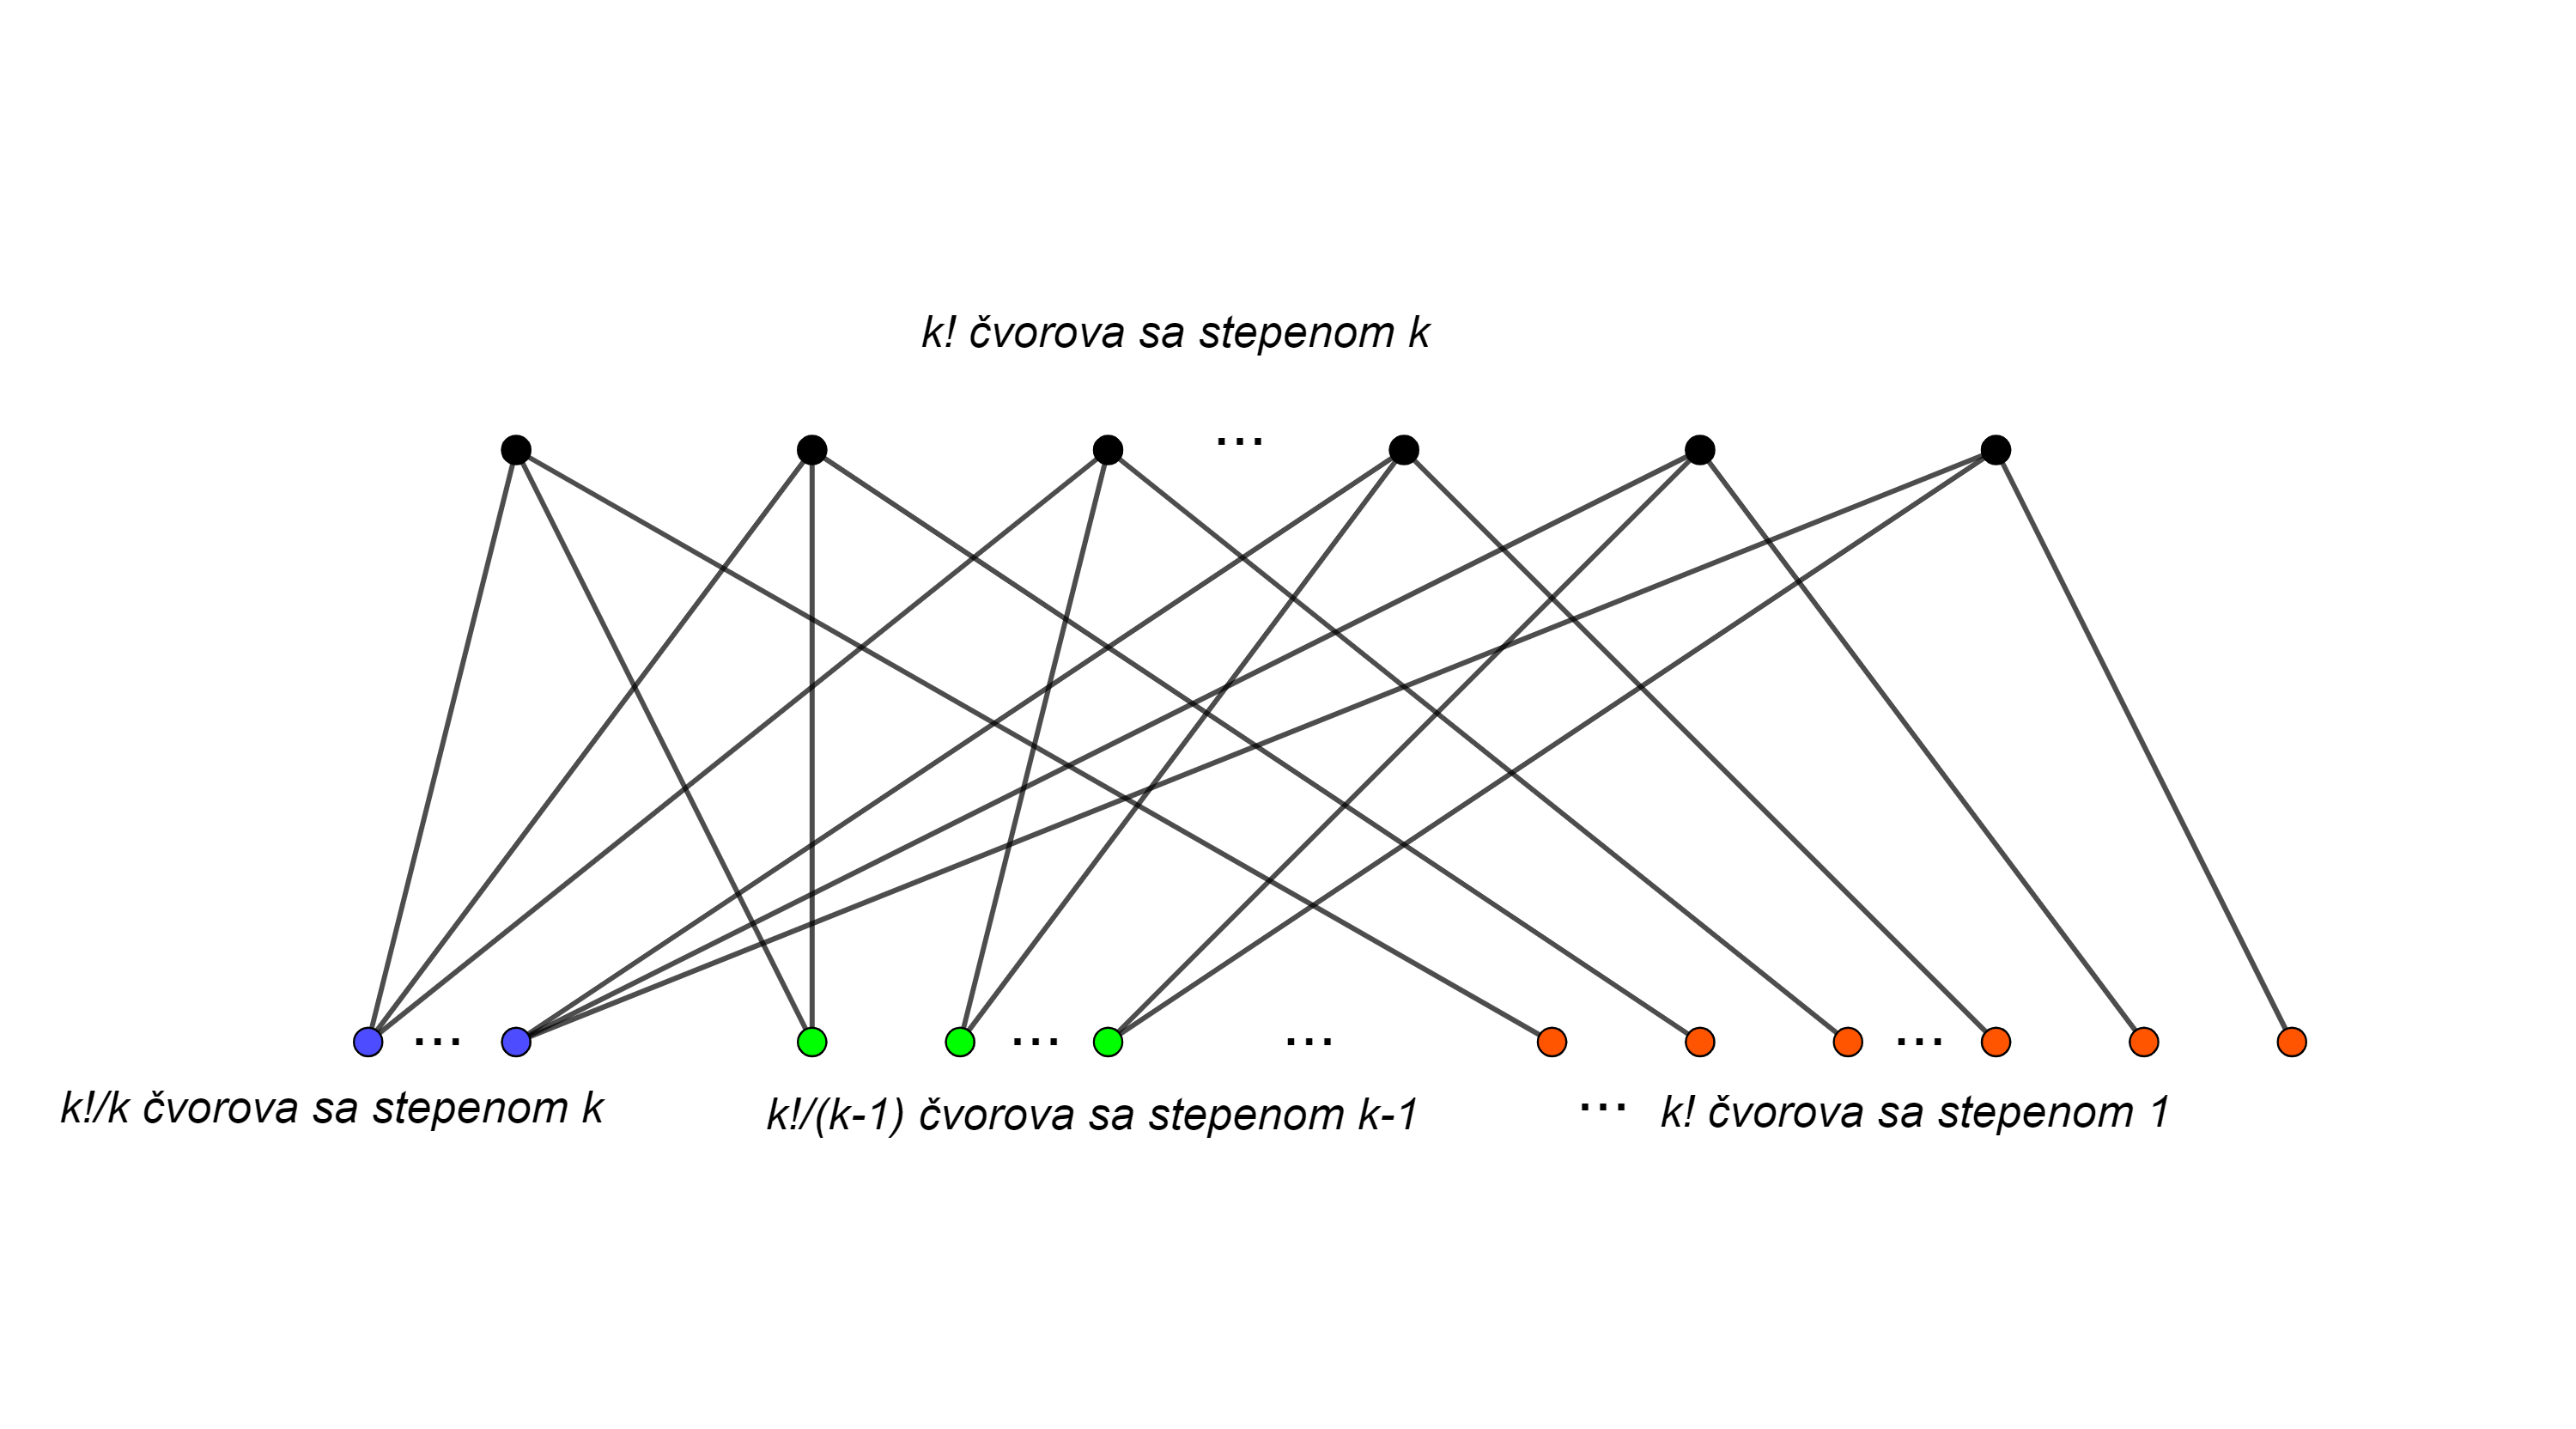 k! čvorova sa stepenom k
...
... ... ... ...
k!/k čvorova sa stepenom k
k!/(k-1) čvorova sa stepenom k-1
... k! čvorova sa stepenom 1